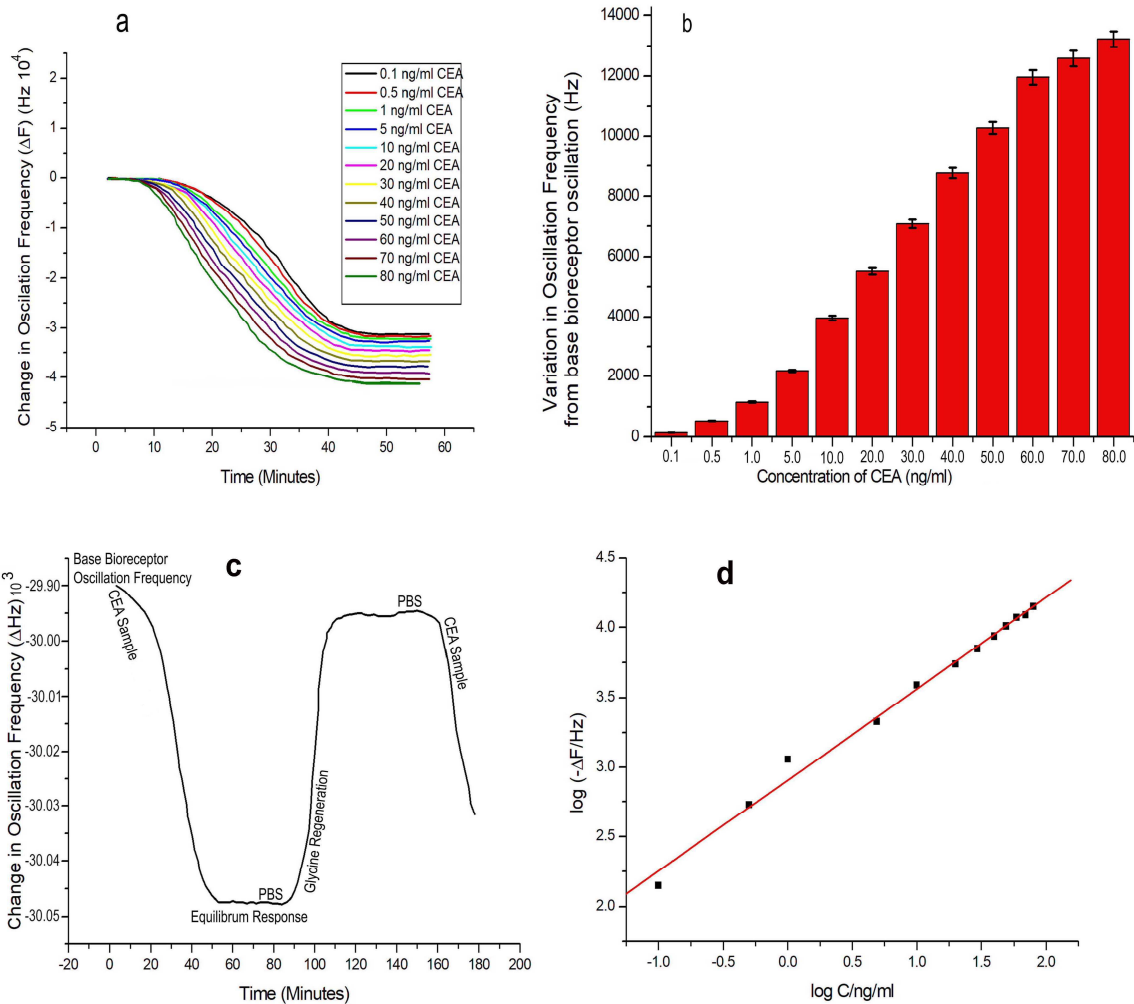 a
Change in Oscilation Frequency (ΔF) (Hz 10⁴)
2
1
0
-1
-2
-3
-4
-5
0.1 ng/ml CEA
0.5 ng/ml CEA
1 ng/ml CEA
5 ng/ml CEA
10 ng/ml CEA
20 ng/ml CEA
30 ng/ml CEA
40 ng/ml CEA
50 ng/ml CEA
60 ng/ml CEA
70 ng/ml CEA
80 ng/ml CEA
0 10 20 30 40 50 60
Time (Minutes)
b
Variation in Oscillation Frequency
from base bioreceptor oscillation (Hz)
14000
12000
10000
8000
6000
4000
2000
0
0.1 0.5 1.0 5.0 10.0 20.0 30.0 40.0 50.0 60.0 70.0 80.0
Concentration of CEA (ng/ml)
c
Change in Oscillation Frequency (ΔHz)10³
Base Bioreceptor
Oscillation Frequency
-29.90
-30.00
-30.01
-30.02
-30.03
-30.04
-30.05
CEA Sample
PBS
Equilibrum Response
Glycine Regeneration
PBS
CEA Sample
-20 0 20 40 60 80 100 120 140 160 180 200
Time (Minutes)
d
log (-ΔF/Hz)
4.5
4.0
3.5
3.0
2.5
2.0
-1.0 -0.5 0.0 0.5 1.0 1.5 2.0
log C/ng/ml